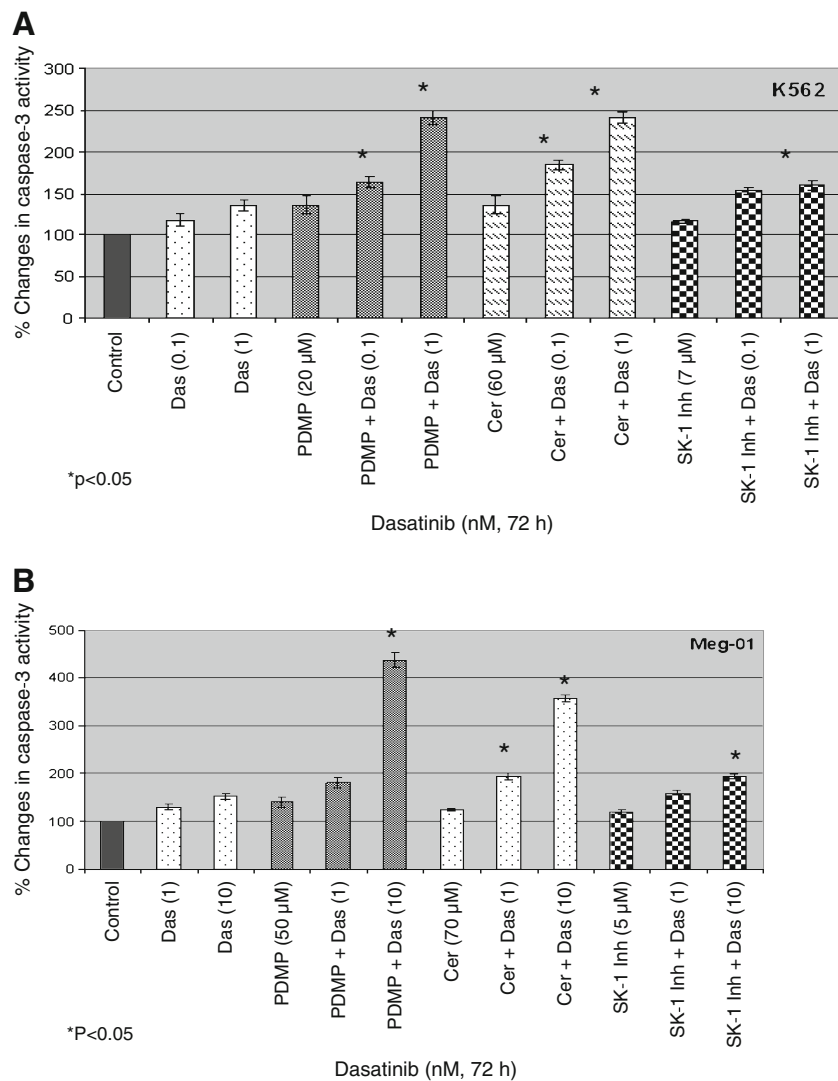 A
% Changes in caspase-3 activity
300
250
200
150
100
50
0
K562
*
*
*
*
*
Control
Das (0.1)
Das (1)
PDMP (20 µM)
PDMP + Das (0.1)
PDMP + Das (1)
Cer (60 µM)
Cer + Das (0.1)
Cer + Das (1)
SK-1 Inh (7 µM)
SK-1 Inh + Das (0.1)
SK-1 Inh + Das (1)
*p<0.05
Dasatinib (nM, 72 h)
B
% Changes in caspase-3 activity
500
400
300
200
100
0
Meg-01
*
*
*
*
Control
Das (1)
Das (10)
PDMP (50 µM)
PDMP + Das (1)
PDMP + Das (10)
Cer (70 µM)
Cer + Das (1)
Cer + Das (10)
SK-1 Inh (5 µM)
SK-1 Inh + Das (1)
SK-1 Inh + Das (10)
*P<0.05
Dasatinib (nM, 72 h)